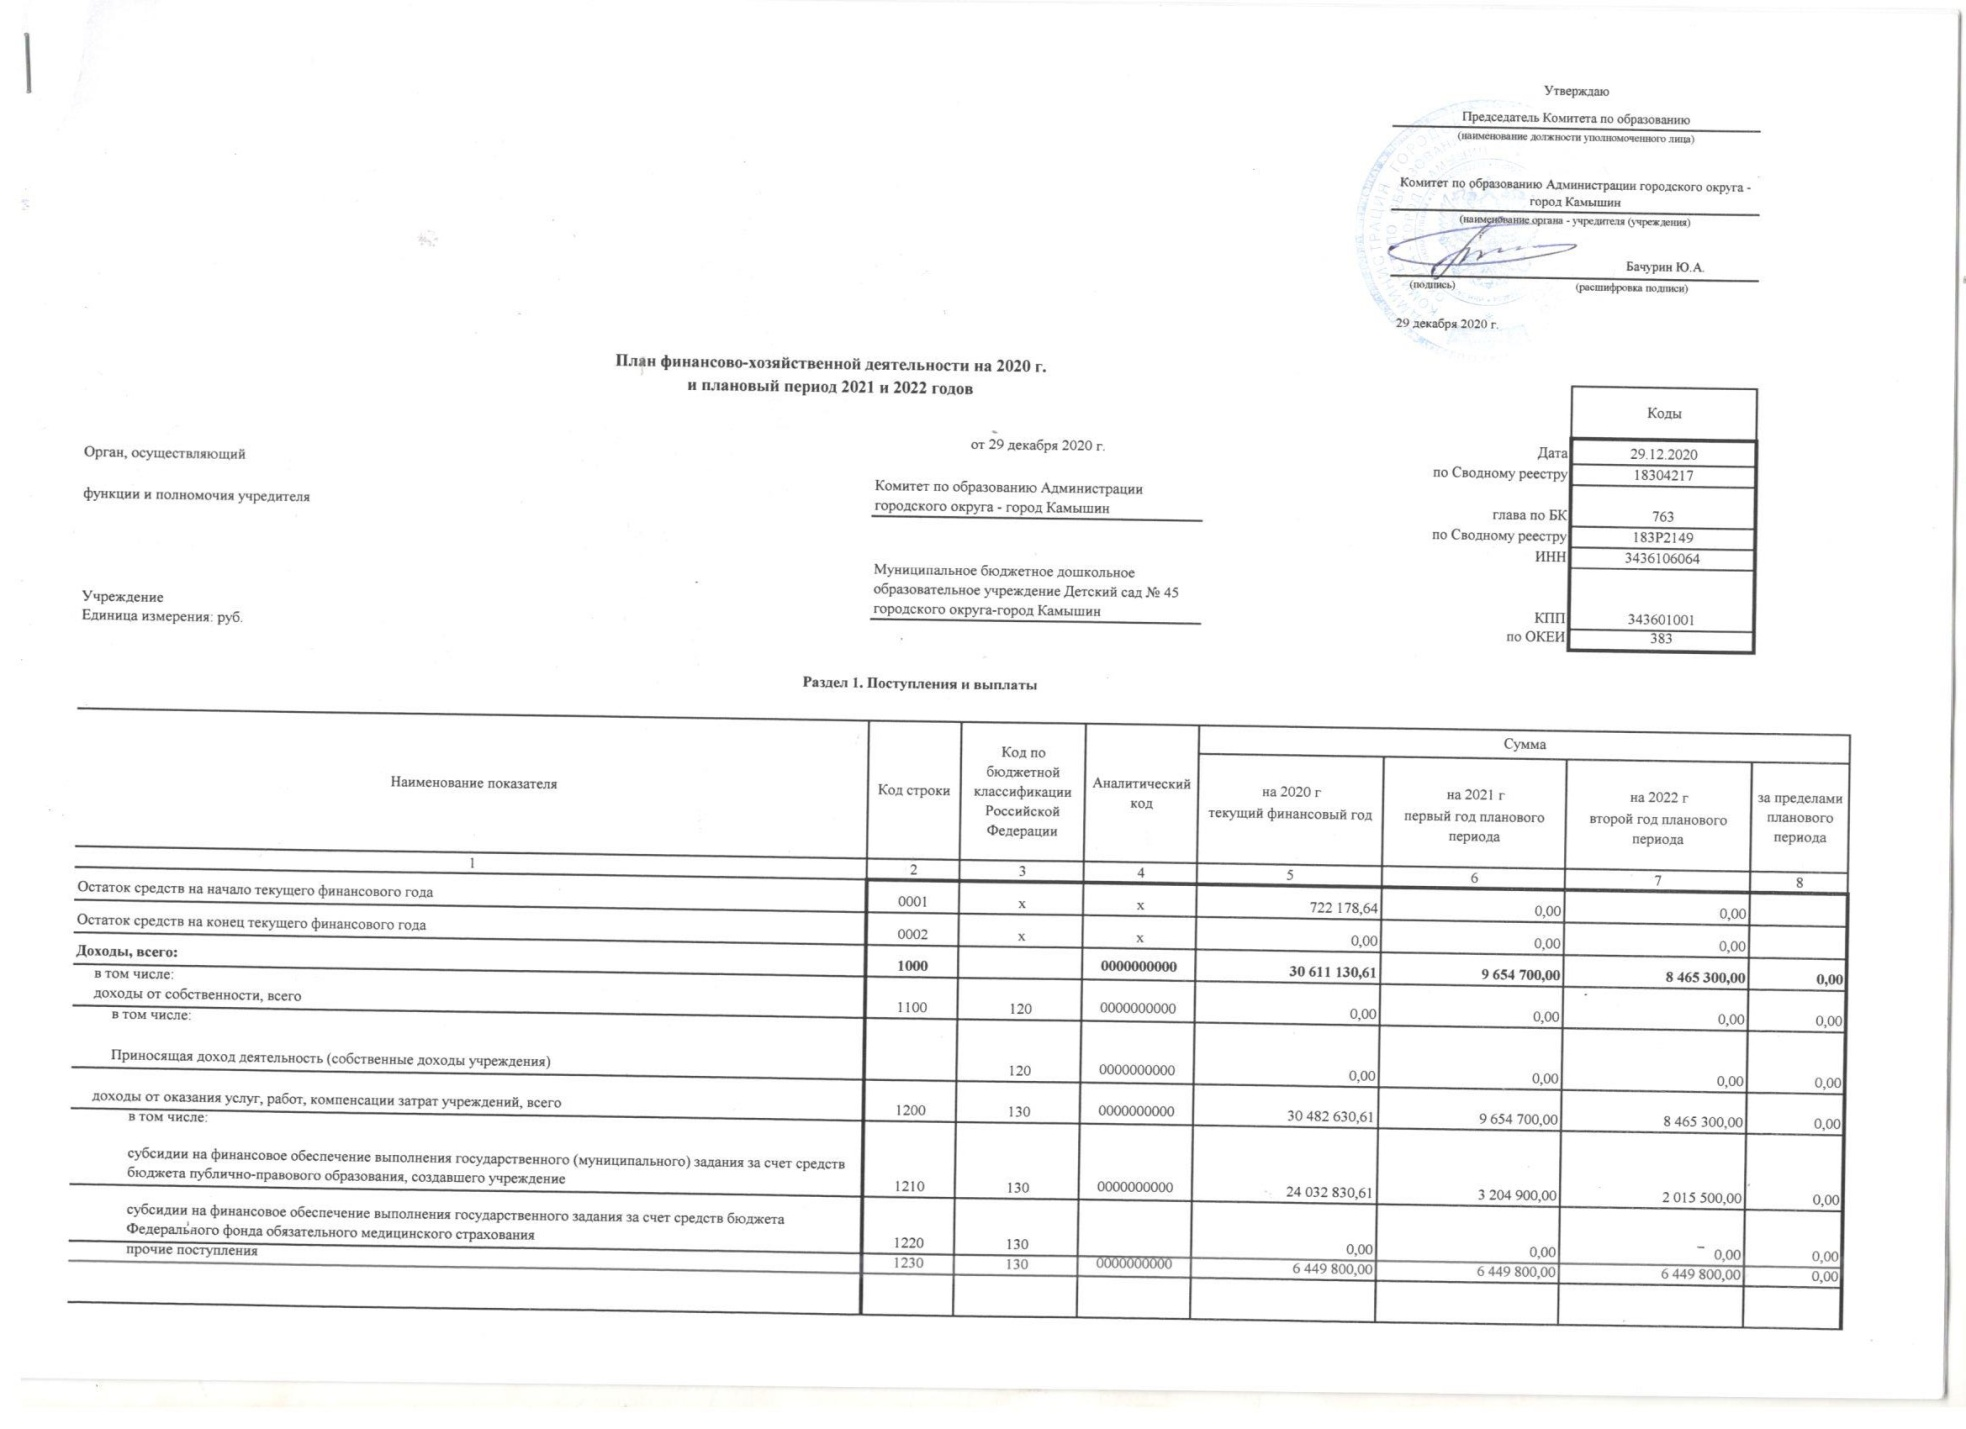 Утверждаю
Председатель Комитета по образованию
(наименование должности уполномоченного лица)
Комитет по образованию Администрации городского округа -
город Камышин
(наименование органа - учредителя (учреждения)
Бачурин Ю.А.
(подпись) (расшифровка подписи)
29 декабря 2020 г.
План финансово-хозяйственной деятельности на 2020 г.
и плановый период 2021 и 2022 годов
Коды
от 29 декабря 2020 г.
Дата 29.12.2020
Орган, осуществляющий
по Сводному реестру 18304217
функции и полномочия учредителя
Комитет по образованию Администрации
городского округа - город Камышин
глава по БК 763
по Сводному реестру 183Р2149
ИНН 3436106064
Муниципальное бюджетное дошкольное
образовательное учреждение Детский сад № 45
городского округа-город Камышин
Учреждение
КПП 343601001
Единица измерения: руб.
по ОКЕИ 383
Раздел 1. Поступления и выплаты
Наименование показателя
Код строки
Код по
бюджетной
классификации
Российской
Федерации
Аналитический
код
Сумма
на 2020 г
текущий финансовый год
на 2021 г
первый год планового
периода
на 2022 г
второй год планового
периода
за пределами
планового
периода
1 2 3 4 5 6 7 8
Остаток средств на начало текущего финансового года 0001 х х 722 178,64 0,00 0,00
Остаток средств на конец текущего финансового года 0002 х х 0,00 0,00 0,00
Доходы, всего: 1000 0000000000 30 611 130,61 9 654 700,00 8 465 300,00 0,00
в том числе:
доходы от собственности, всего 1100 120 0000000000 0,00 0,00 0,00 0,00
в том числе:
Приносящая доход деятельность (собственные доходы учреждения) 120 0000000000 0,00 0,00 0,00 0,00
доходы от оказания услуг, работ, компенсации затрат учреждений, всего 1200 130 0000000000 30 482 630,61 9 654 700,00 8 465 300,00 0,00
в том числе:
субсидии на финансовое обеспечение выполнения государственного (муниципального) задания за счет средств
бюджета публично-правового образования, создавшего учреждение 1210 130 0000000000 24 032 830,61 3 204 900,00 2 015 500,00 0,00
субсидии на финансовое обеспечение выполнения государственного задания за счет средств бюджета
Федерального фонда обязательного медицинского страхования 1220 130 0,00 0,00 0,00 0,00
прочие поступления 1230 130 0000000000 6 449 800,00 6 449 800,00 6 449 800,00 0,00